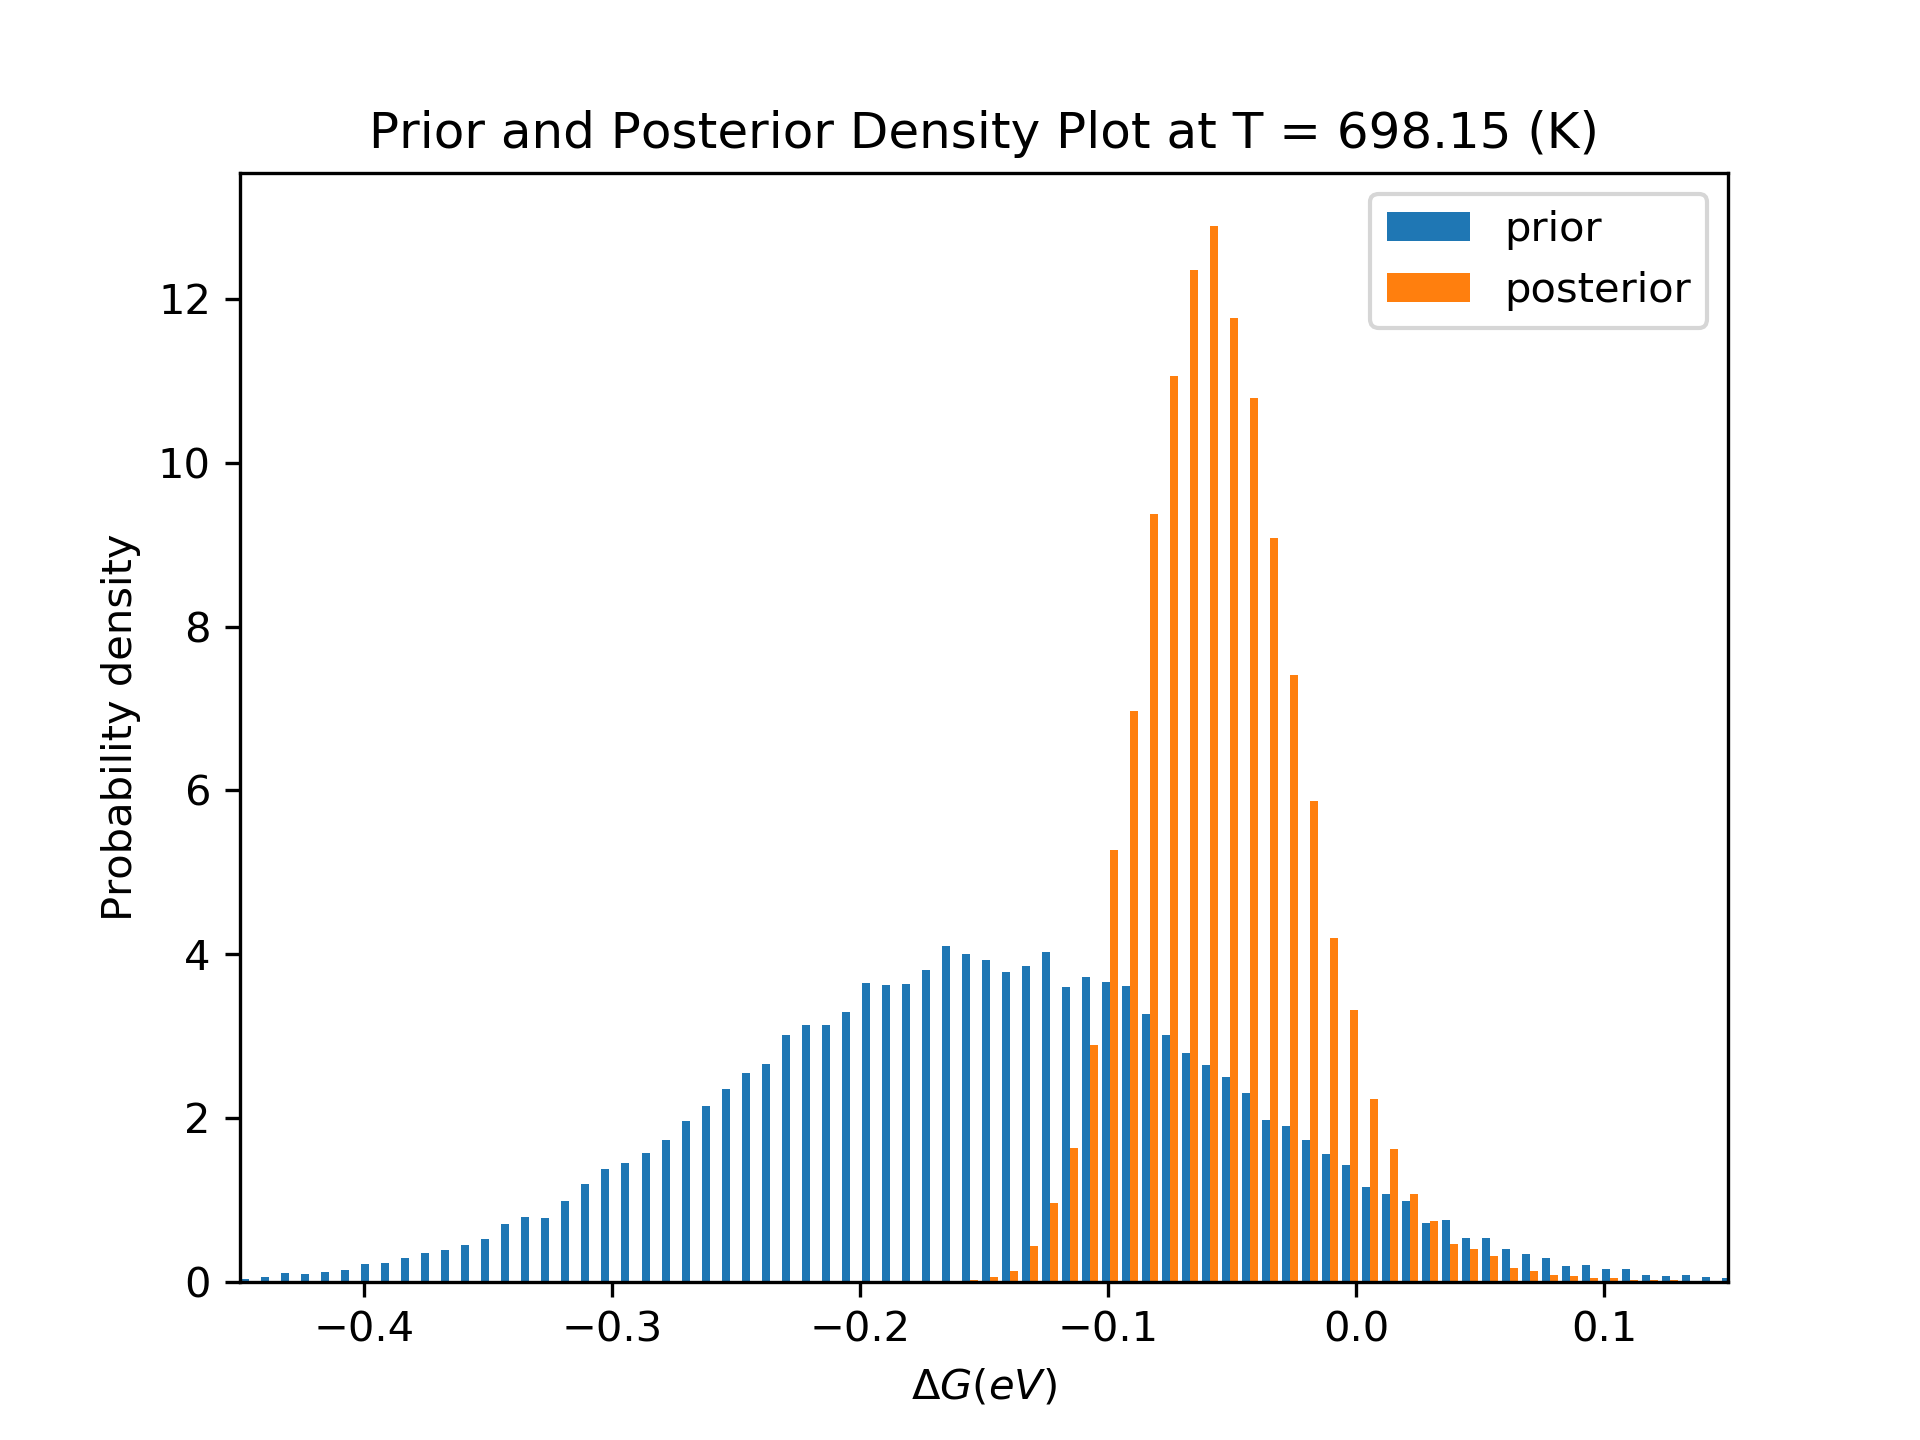 Prior and Posterior Density Plot at T = 698.15 (K)
prior
posterior
12
10
8
6
4
2
0
Probability density
−0.4 −0.3 −0.2 −0.1 0.0 0.1
ΔG(eV)